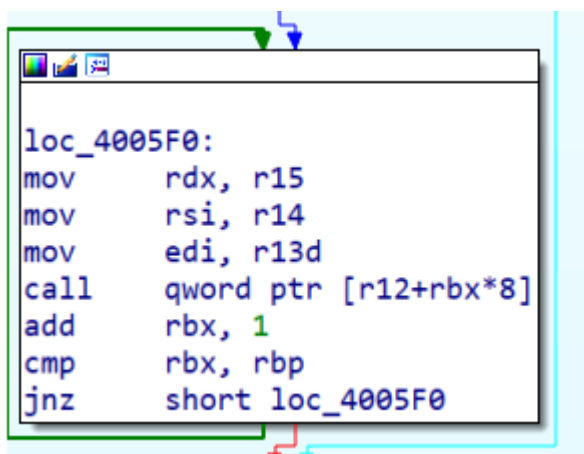 loc_4005F0:
mov     rdx, r15
mov     rsi, r14
mov     edi, r13d
call    qword ptr [r12+rbx*8]
add     rbx, 1
cmp     rbx, rbp
jnz     short loc_4005F0